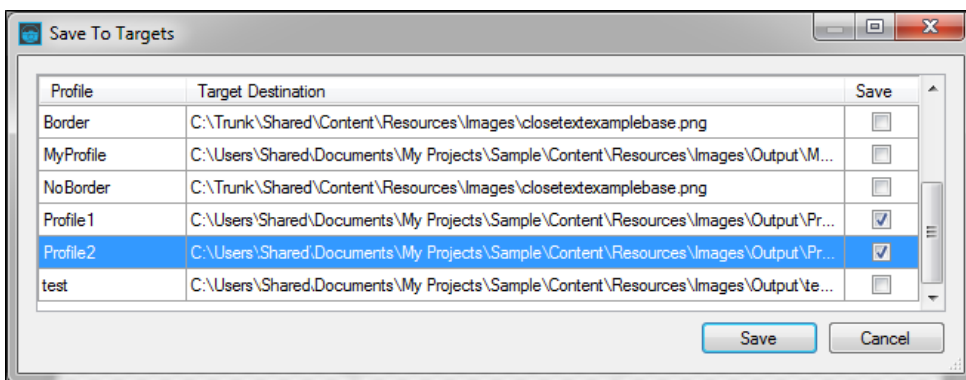 Save To Targets
Profile Target Destination Save
Border C:\Trunk\Shared\Content\Resources\Images\closetextexamplebase.png
MyProfile C:\Users\Shared\Documents\My Projects\Sample\Content\Resources\Images\Output\M...
NoBorder C:\Trunk\Shared\Content\Resources\Images\closetextexamplebase.png
Profile1 C:\Users\Shared\Documents\My Projects\Sample\Content\Resources\Images\Output\Pr...
Profile2 C:\Users\Shared\Documents\My Projects\Sample\Content\Resources\Images\Output\Pr...
test C:\Users\Shared\Documents\My Projects\Sample\Content\Resources\Images\Output\te...
Save Cancel